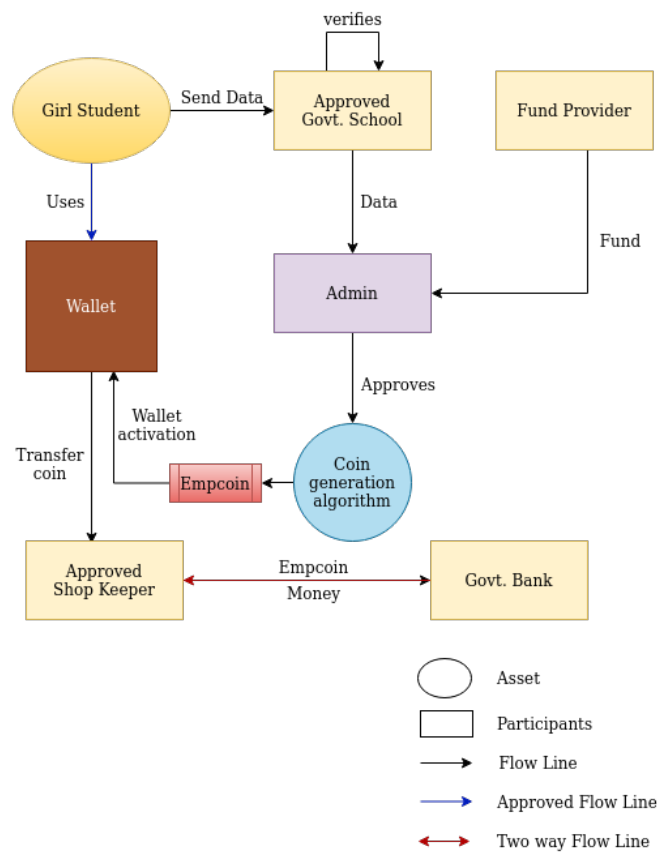 verifies
Girl Student
Send Data
Approved
Govt. School
Fund Provider
Uses
Data
Fund
Wallet
Admin
Approves
Wallet
activation
Transfer
coin
Empcoin
Coin
generation
algorithm
Approved
Shop Keeper
Empcoin
Money
Govt. Bank
Asset
Participants
Flow Line
Approved Flow Line
Two way Flow Line